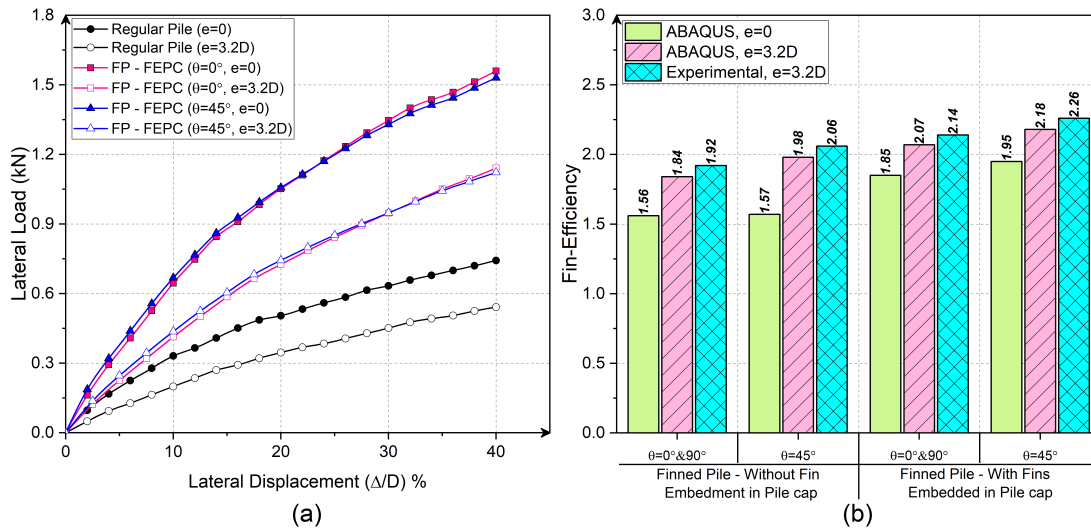 1.8
1.5
1.2
0.9
0.6
0.3
0.0
Lateral Load (kN)
Regular Pile (e=0)
Regular Pile (e=3.2D)
FP - FEPC (θ=0°, e=0)
FP - FEPC (θ=0°, e=3.2D)
FP - FEPC (θ=45°, e=0)
FP - FEPC (θ=45°, e=3.2D)
0 10 20 30 40
Lateral Displacement (Δ/D) %
(a)
3.0
2.5
2.0
1.5
1.0
0.5
0.0
Fin-Efficiency
ABAQUS, e=0
ABAQUS, e=3.2D
Experimental, e=3.2D
1.56 1.84 1.92 1.57 1.98 2.06 1.85 2.07 2.14 1.95 2.18 2.26
θ=0°&90° θ=45° θ=0°&90° θ=45°
Finned Pile - Without Fin
Embedment in Pile cap
Finned Pile - With Fins
Embedded in Pile cap
(b)